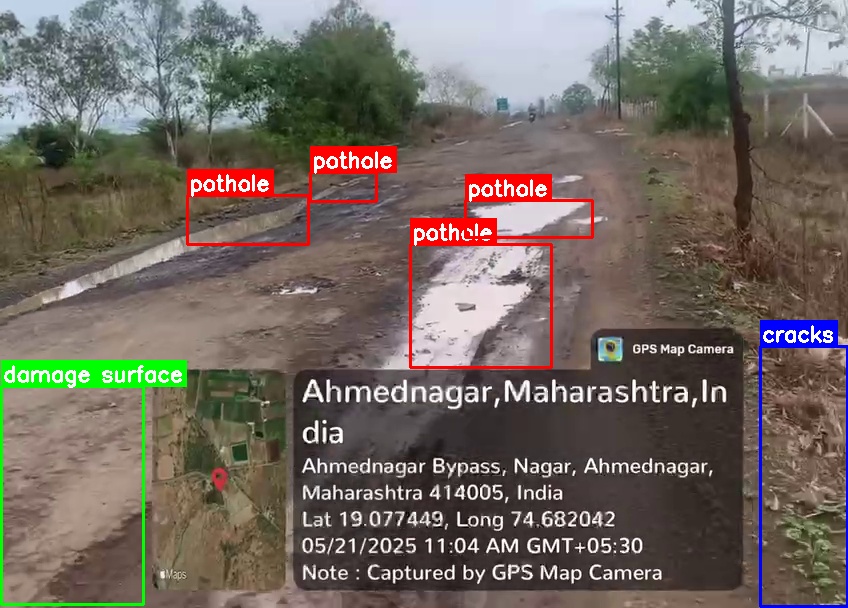 pothole
pothole
pothole
pothole
cracks
damage surface
GPS Map Camera
Ahmednagar,Maharashtra,In
dia
Ahmednagar Bypass, Nagar, Ahmednagar,
Maharashtra 414005, India
Lat 19.077449, Long 74.682042
05/21/2025 11:04 AM GMT+05:30
Note : Captured by GPS Map Camera
Maps